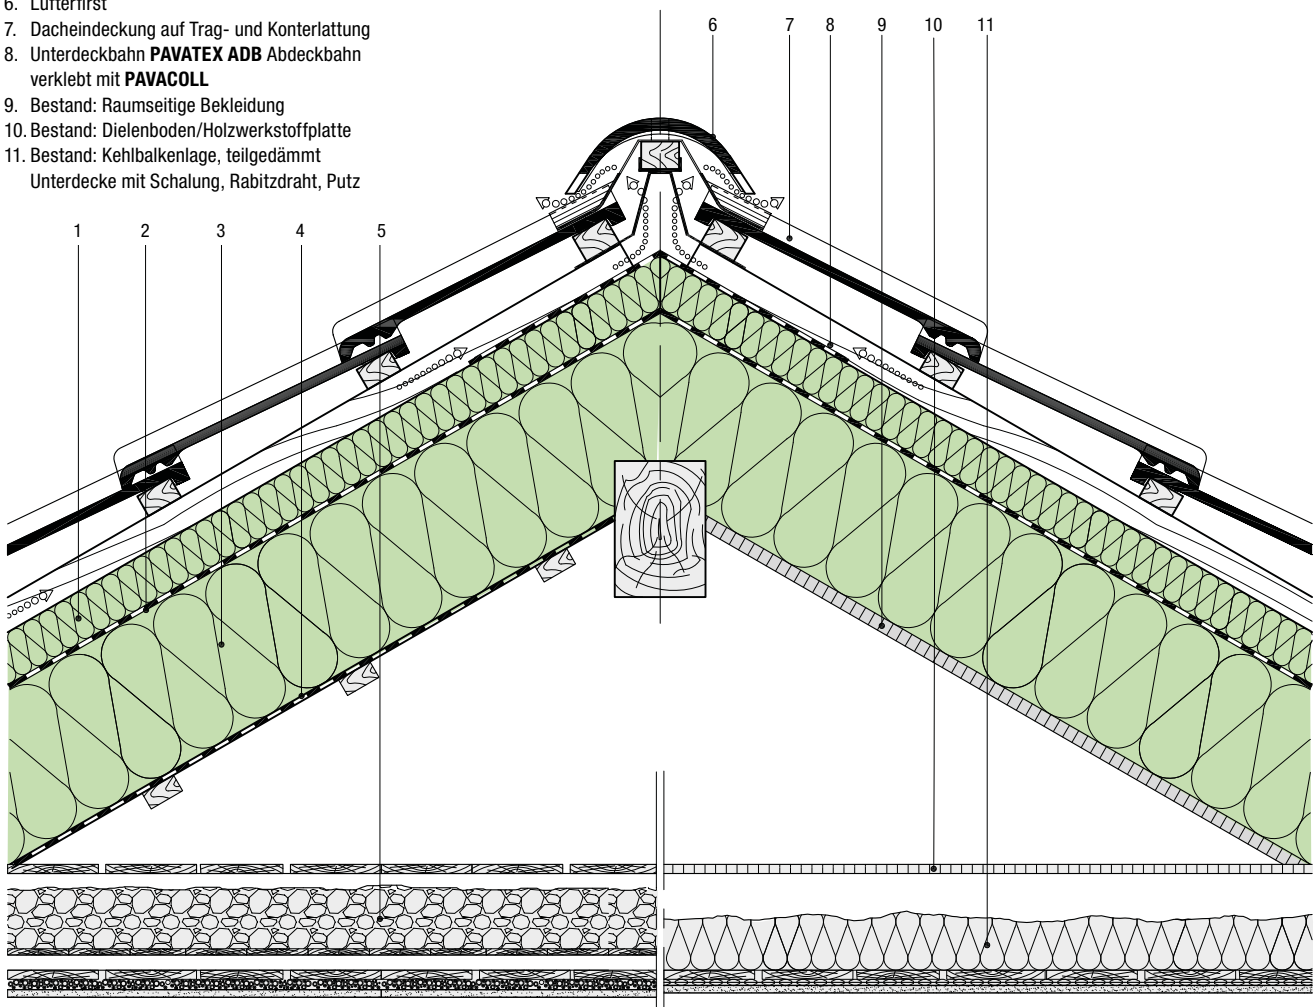 6. Lüfterfirst
7. Dacheindeckung auf Trag- und Konterlattung
8. Unterdeckbahn PAVATEX ADB Abdeckbahn
verklebt mit PAVACOLL
9. Bestand: Raumseitige Bekleidung
10. Bestand: Dielenboden/Holzwerkstoffplatte
11. Bestand: Kehlbalkenlage, teilgedämmt
Unterdecke mit Schalung, Rabitzdraht, Putz
6 7 8 9 10 11
1 2 3 4 5